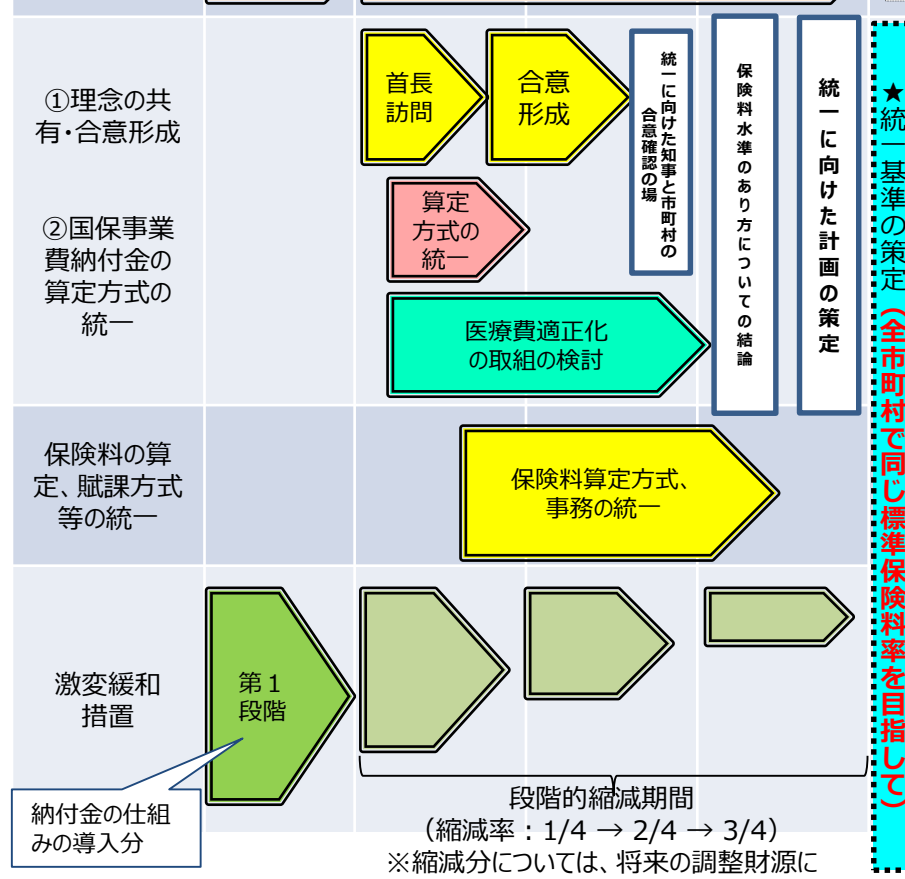 ①理念の共
有・合意形成
首長
訪問
合意
形成
統一に向けた知事と市町村の
合意確認の場
保険料水準のあり方についての結論
統一に向けた計画の策定
★統一基準の策定(全市町村で同じ標準保険料率を目指して)
②国保事業
費納付金の
算定方式の
統一
算定
方式の
統一
医療費適正化
の取組の検討
保険料の算
定、賦課方式
等の統一
保険料算定方式、
事務の統一
激変緩和
措置
第1
段階
納付金の仕組
みの導入分
段階的縮減期間
(縮減率:1/4 → 2/4 → 3/4)
※縮減分については、将来の調整財源に